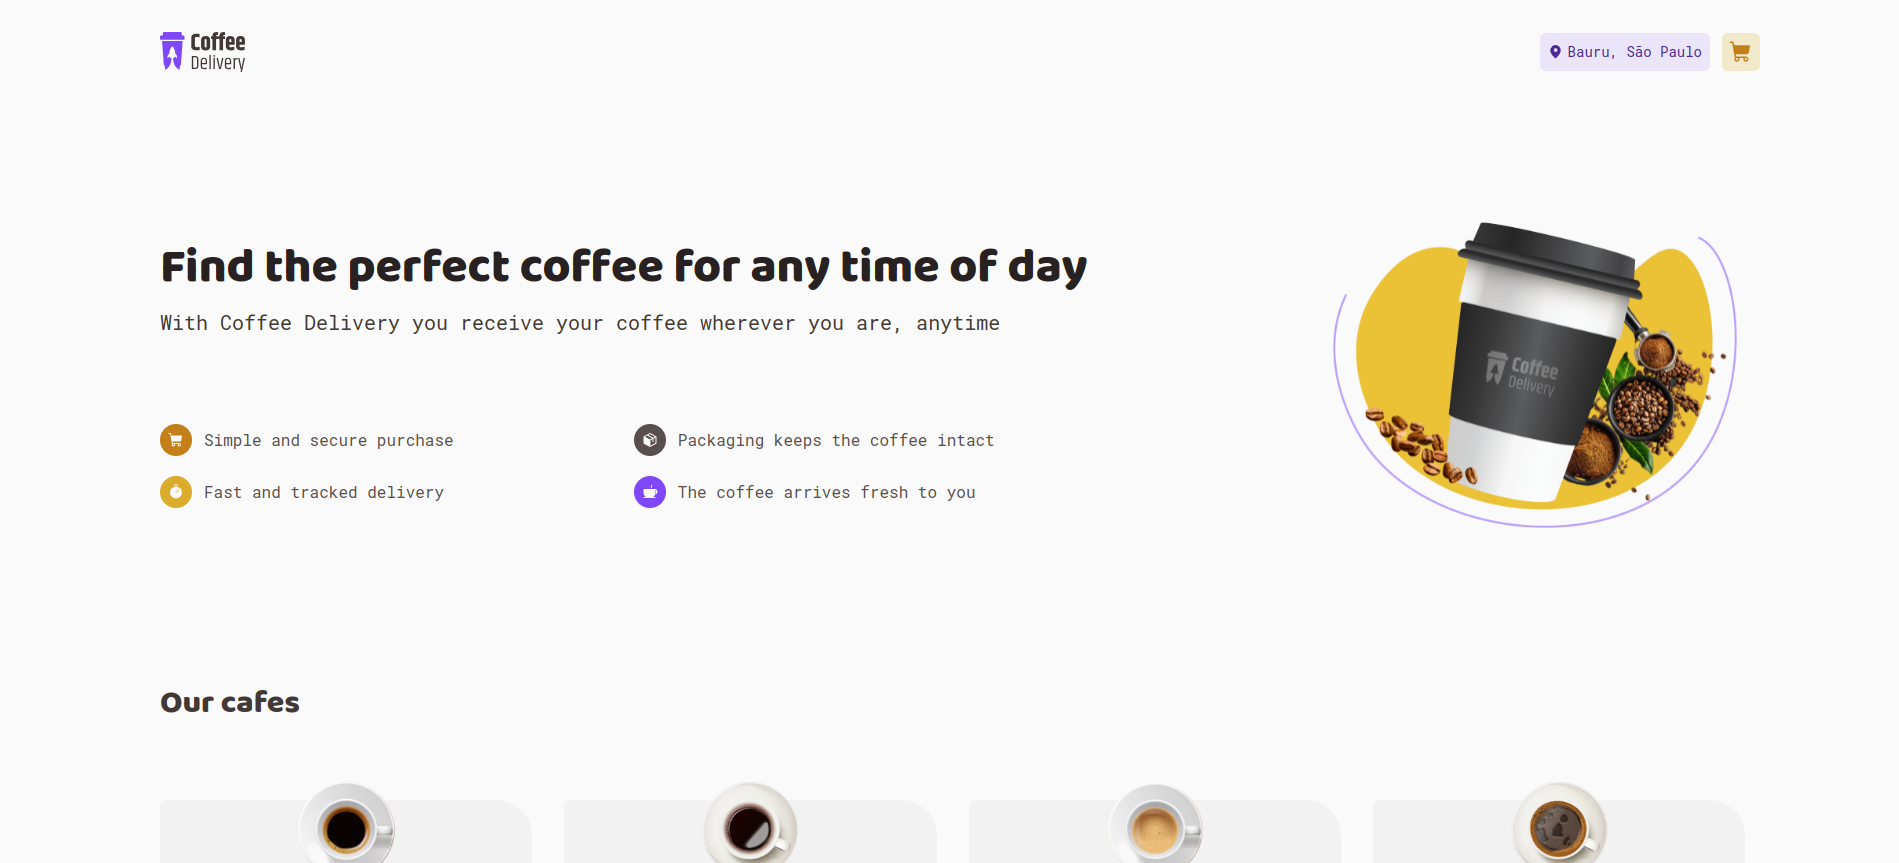 Coffee
Delivery
Bauru, São Paulo
Find the perfect coffee for any time of day
With Coffee Delivery you receive your coffee wherever you are, anytime
Coffee
Delivery
Simple and secure purchase
Packaging keeps the coffee intact
Fast and tracked delivery
The coffee arrives fresh to you
Our cafes